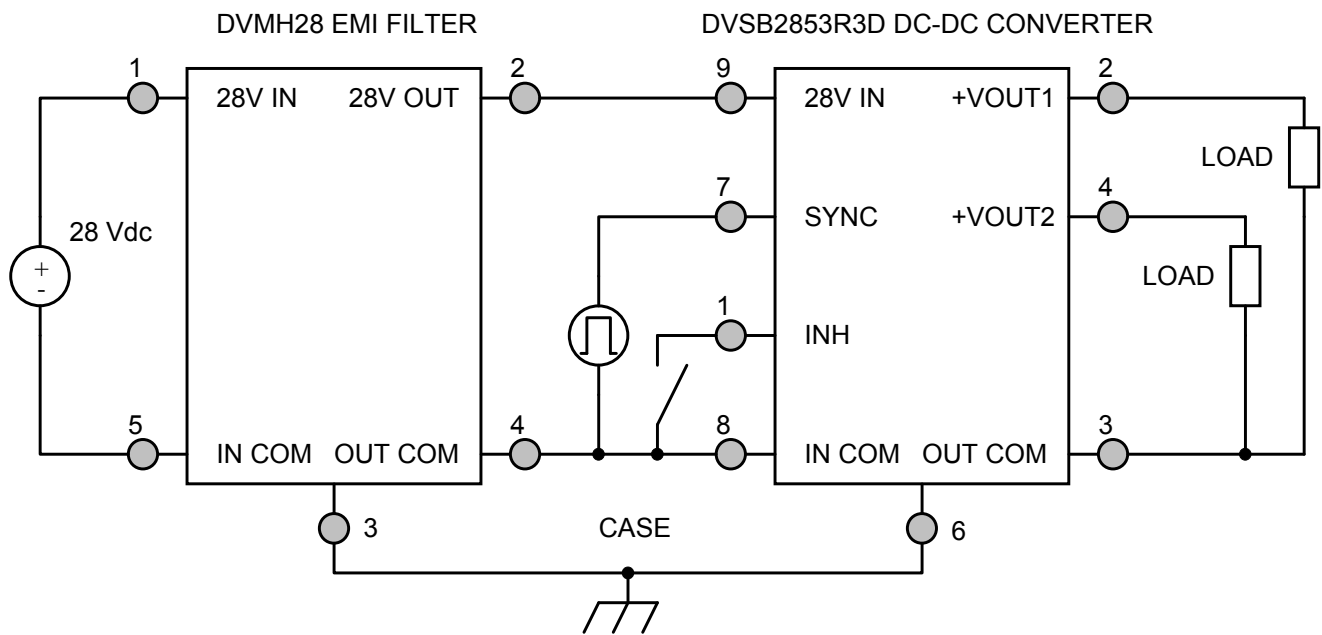 DVMH28 EMI FILTER
DVSB2853R3D DC-DC CONVERTER
1
2
9
2
28V IN
28V OUT
28V IN
+VOUT1
LOAD
7
4
SYNC
+VOUT2
28 Vdc
+
-
LOAD
1
INH
5
4
8
3
IN COM
OUT COM
IN COM
OUT COM
3
CASE
6